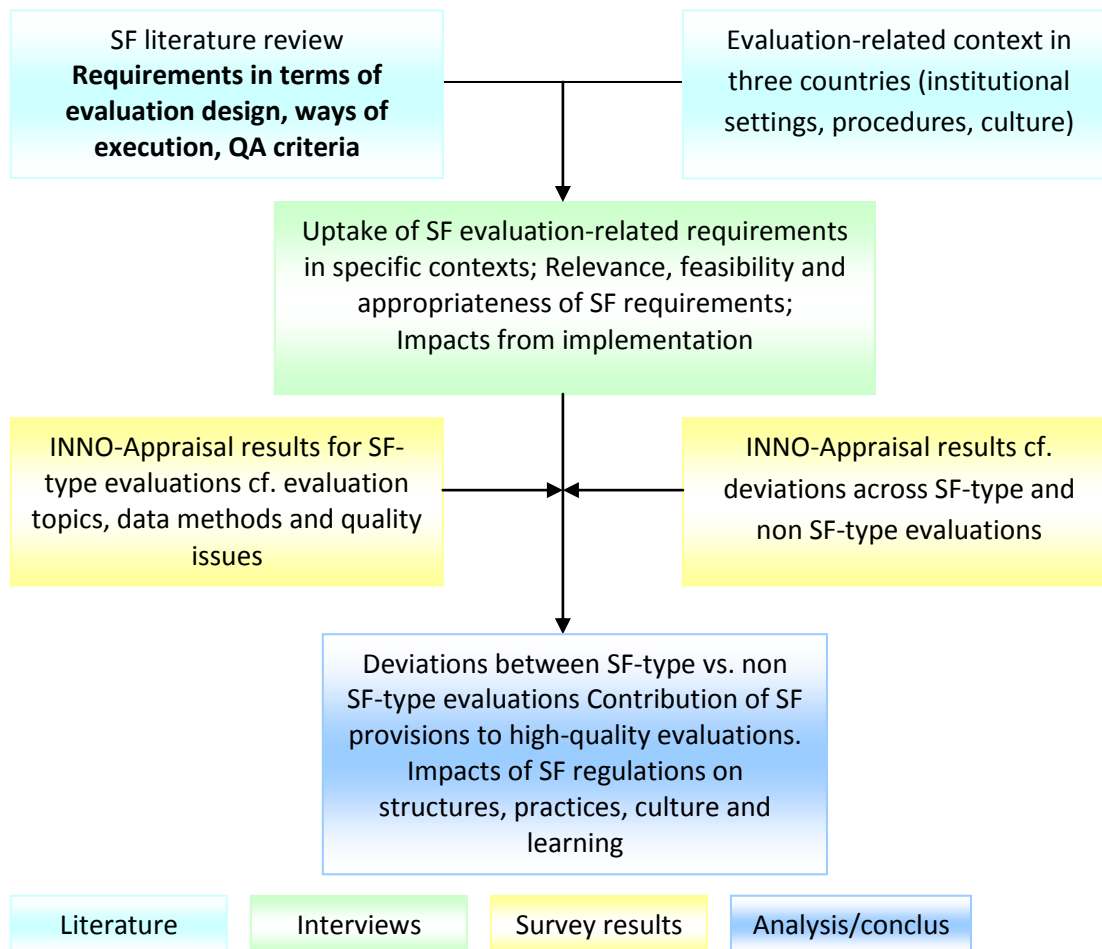 SF literature review
Requirements in terms of
evaluation design, ways of
execution, QA criteria
Evaluation-related context in
three countries (institutional
settings, procedures, culture)
Uptake of SF evaluation-related requirements
in specific contexts; Relevance, feasibility and
appropriateness of SF requirements;
Impacts from implementation
INNO-Appraisal results for SF-
type evaluations cf. evaluation
topics, data methods and quality
issues
INNO-Appraisal results cf.
deviations across SF-type and
non SF-type evaluations
Deviations between SF-type vs. non
SF-type evaluations Contribution of SF
provisions to high-quality evaluations.
Impacts of SF regulations on
structures, practices, culture and
learning
Literature
Interviews
Survey results
Analysis/conclus